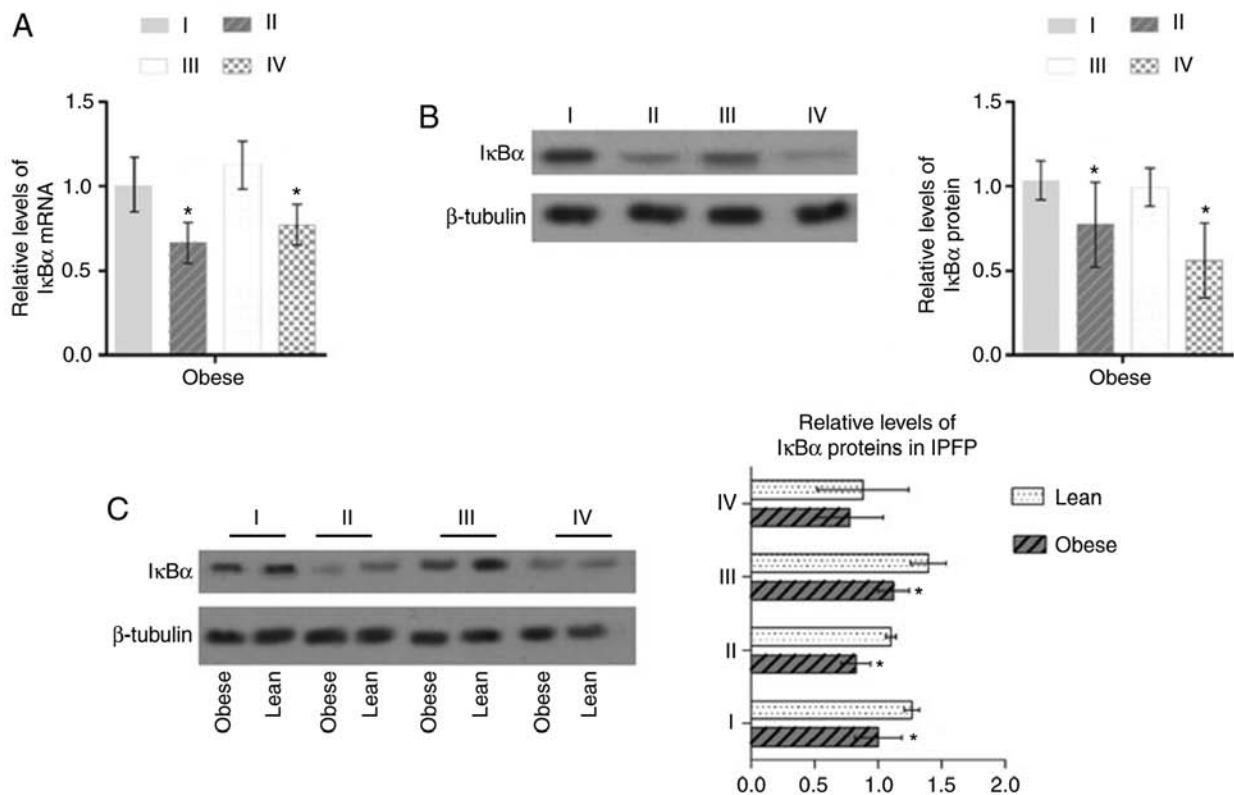 A
I II
III IV
Relative levels of
IκBα mRNA
1.5
1.0
0.5
0.0
*
*
Obese
B
I II III IV
IκBα
β-tubulin
I II
III IV
Relative levels of
IκBα protein
1.5
1.0
0.5
0.0
*
*
Obese
C
I II III IV
IκBα
β-tubulin
Obese Lean Obese Lean Obese Lean Obese Lean
Relative levels of
IκBα proteins in IPFP
IV
III
*
II
*
I
*
0.0 0.5 1.0 1.5 2.0
Lean
Obese